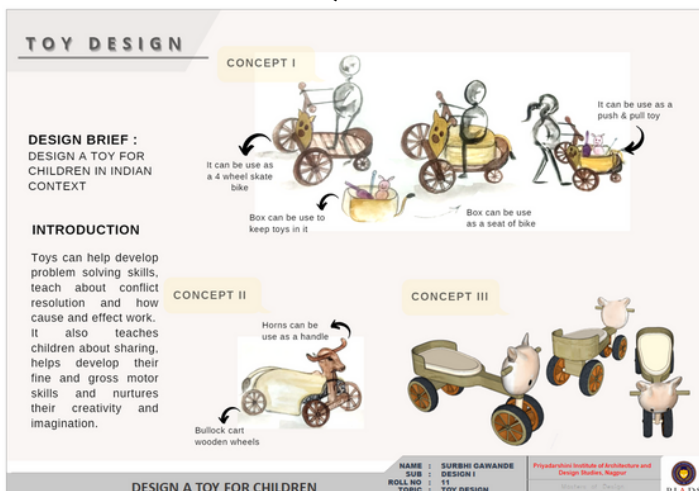 TOY DESIGN
CONCEPT I
DESIGN BRIEF :
DESIGN A TOY FOR
CHILDREN IN INDIAN
CONTEXT
It can be use as
a 4 wheel skate
bike
Box can be use to
keep toys in it
Box can be use
as a seat of bike
It can be use as a
push & pull toy
INTRODUCTION
Toys can help develop
problem solving skills,
teach about conflict
resolution and how
cause and effect work.
It also teaches
children about sharing,
helps develop their
fine and gross motor
skills and nurtures
their creativity and
imagination.
CONCEPT II
Horns can be
use as a handle
Bullock cart
wooden wheels
CONCEPT III
DESIGN A TOY FOR CHILDREN
NAME : SURBHI GAWANDE
SUB : DESIGN I
ROLL NO : 11
TOPIC : TOY DESIGN
Priyadarshini Institute of Architecture and
Design Studies, Nagpur